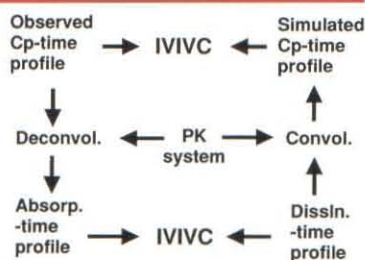 Observed
Cp-time
profile
IVIVC
Simulated
Cp-time
profile
Deconvol.
PK
system
Convol.
Absorp.
-time
profile
IVIVC
Dissln.
-time
profile